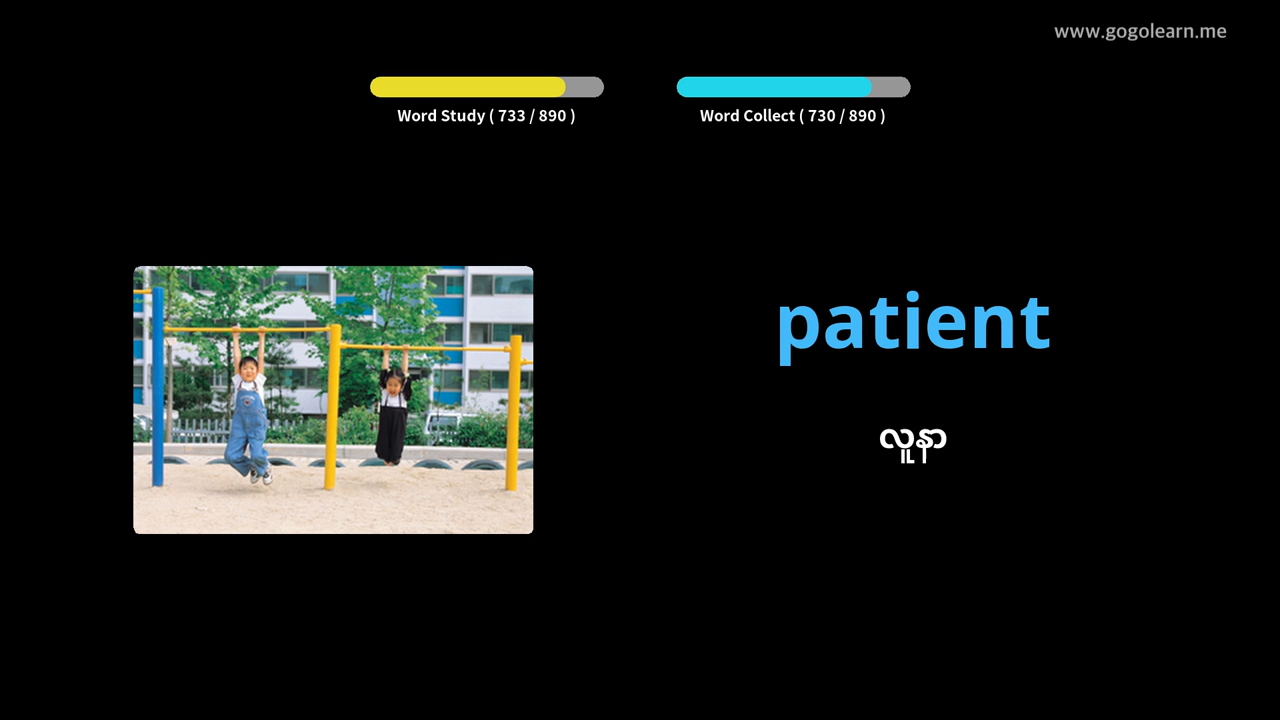 www.gogolearn.me
Word Study ( 733 / 890 )
Word Collect ( 730 / 890 )
patient
လူနာ